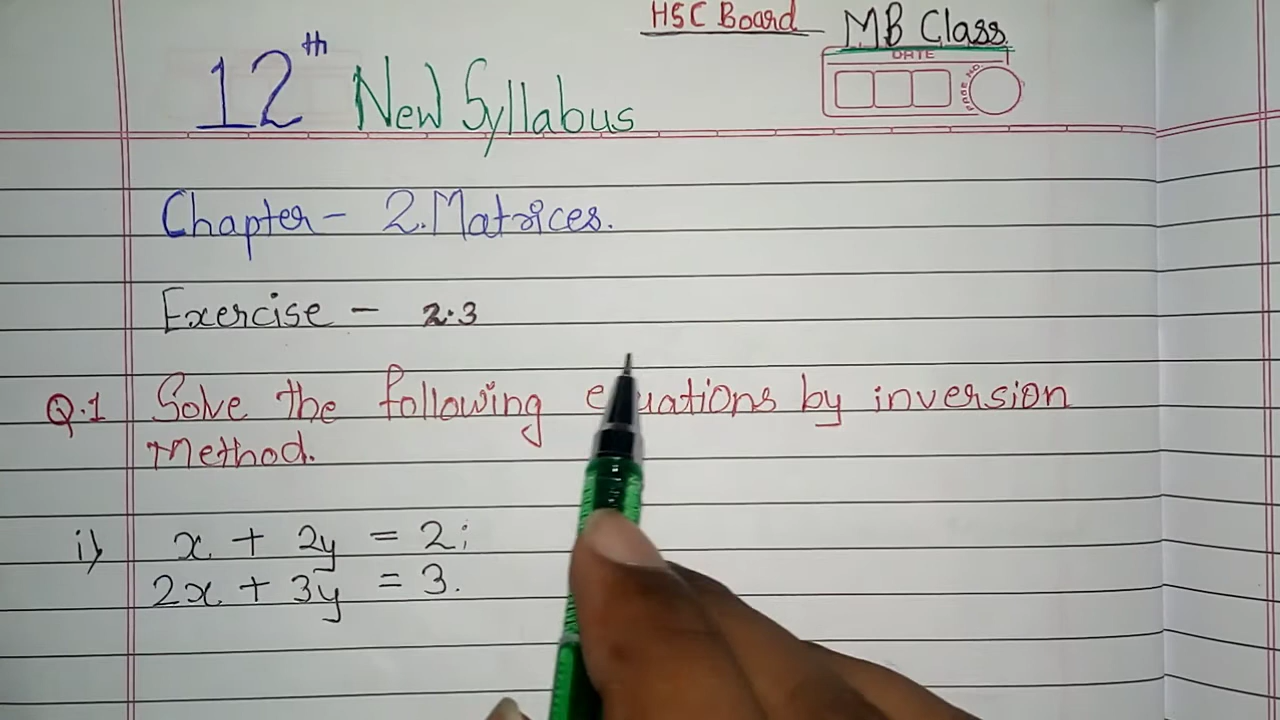 HSC Board MB Class
DATE
PAGE NO.
12th New Syllabus
Chapter - 2. Matrices.
Exercise - 2.3
Q.1 Solve the following equations by inversion
Method.
i) x + 2y = 2;
2x + 3y = 3.